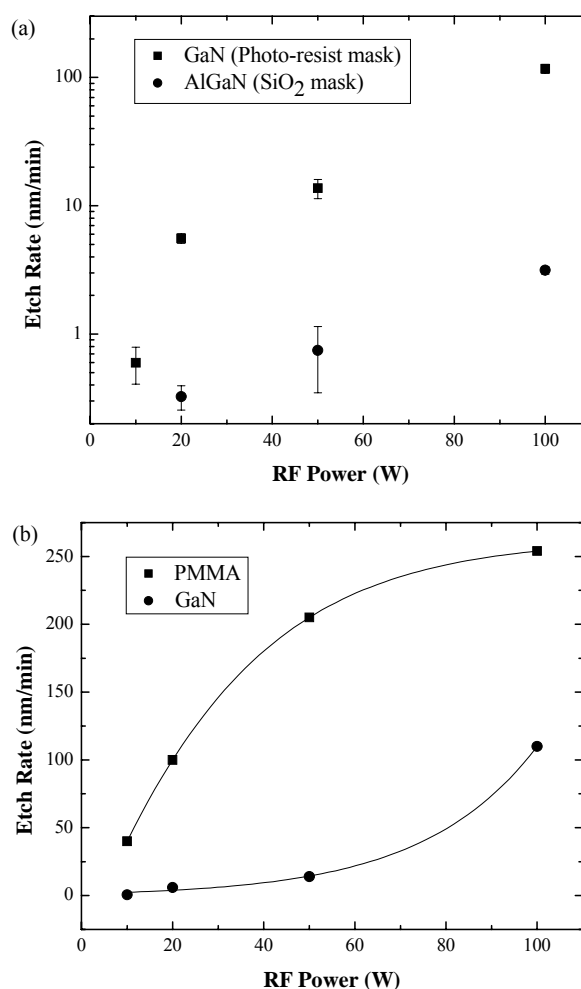 (a)
GaN (Photo-resist mask)
AlGaN (SiO2 mask)
100
10
1
Etch Rate (nm/min)
0 20 40 60 80 100
RF Power (W)
(b)
PMMA
GaN
250
200
150
100
50
0
Etch Rate (nm/min)
0 20 40 60 80 100
RF Power (W)